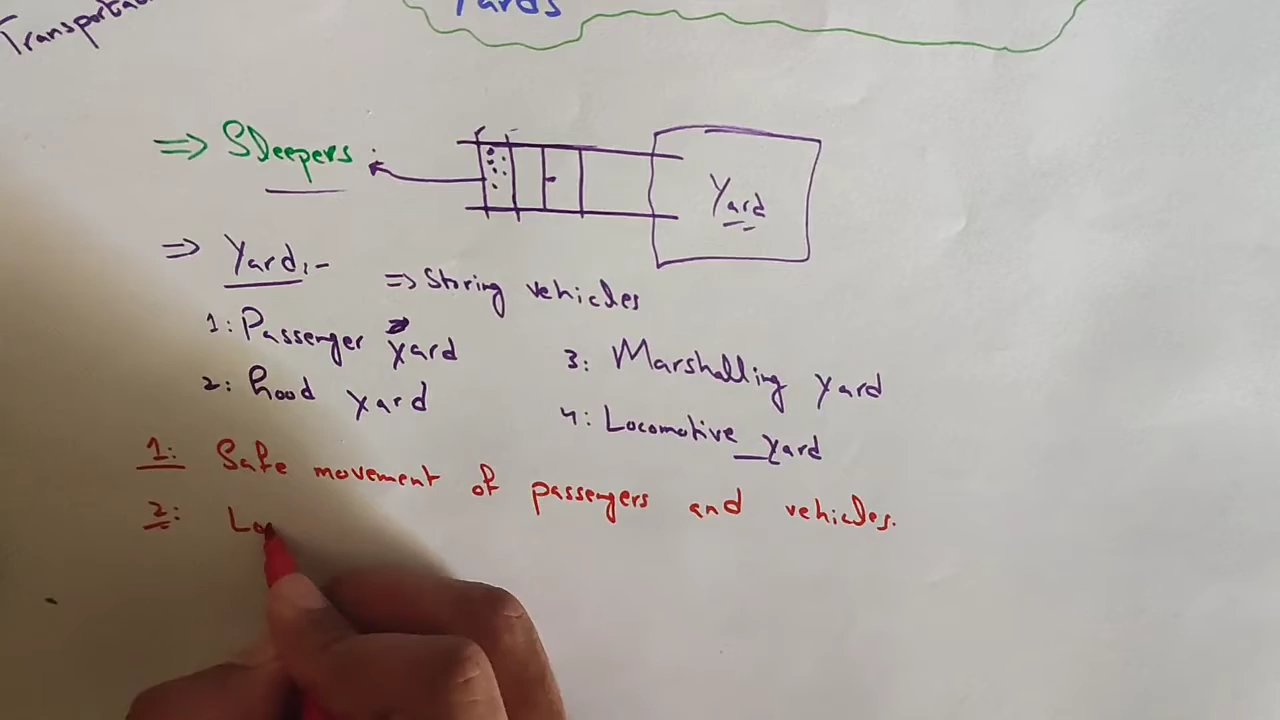 Yards
⇒ Sleepers
Yard
⇒ Yard:- ⇒ Storing vehicles
1: Passenger yard
3: Marshalling yard
2: Good yard
4: Locomotive yard
1: Safe movement of passengers and vehicles.
2: Lo